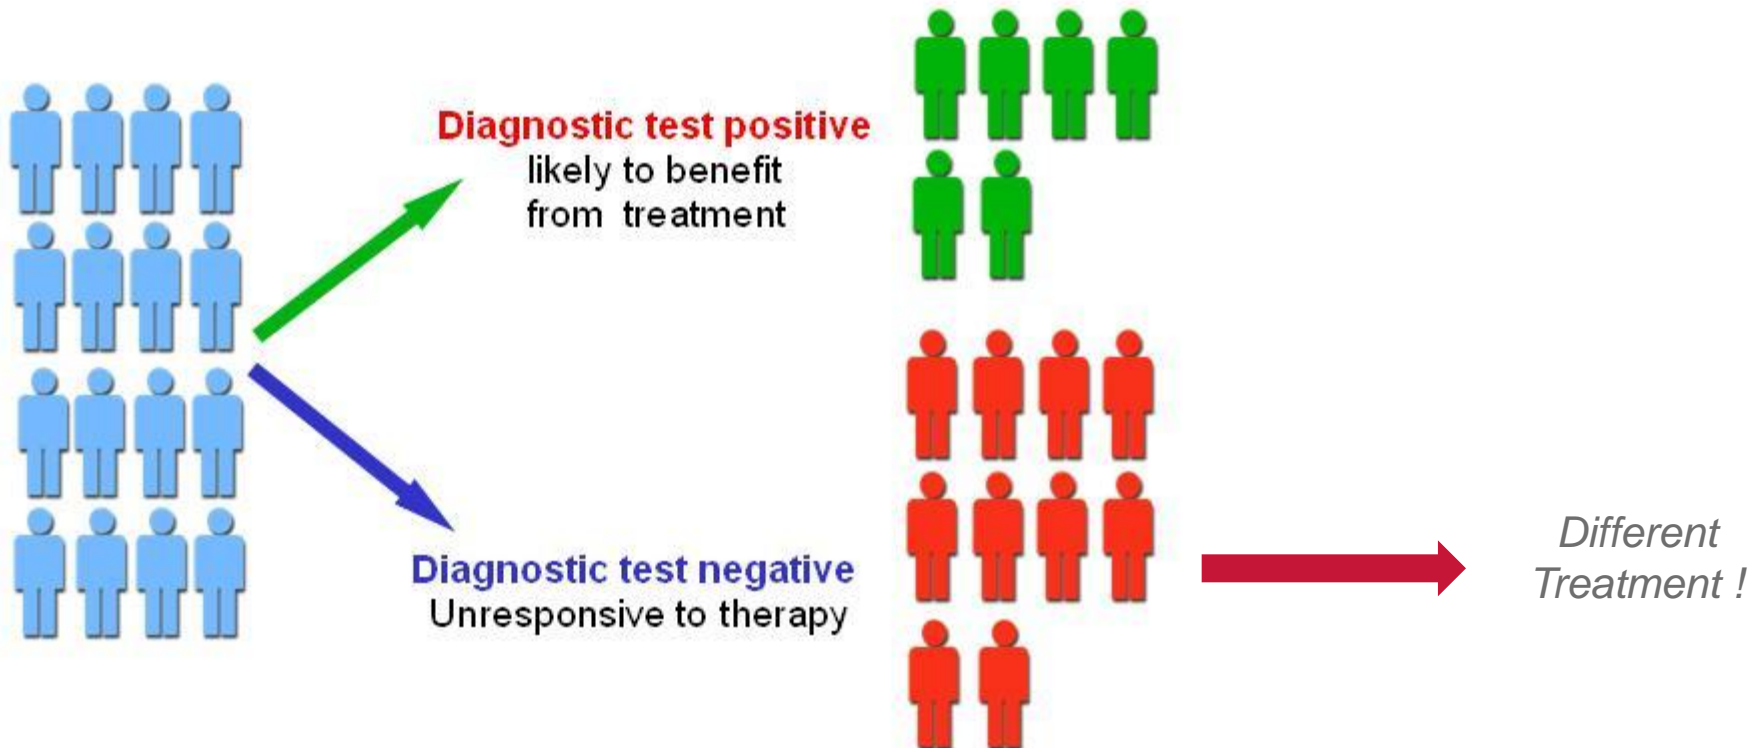 Diagnostic test positive
likely to benefit
from treatment
Diagnostic test negative
Unresponsive to therapy
Different
Treatment !